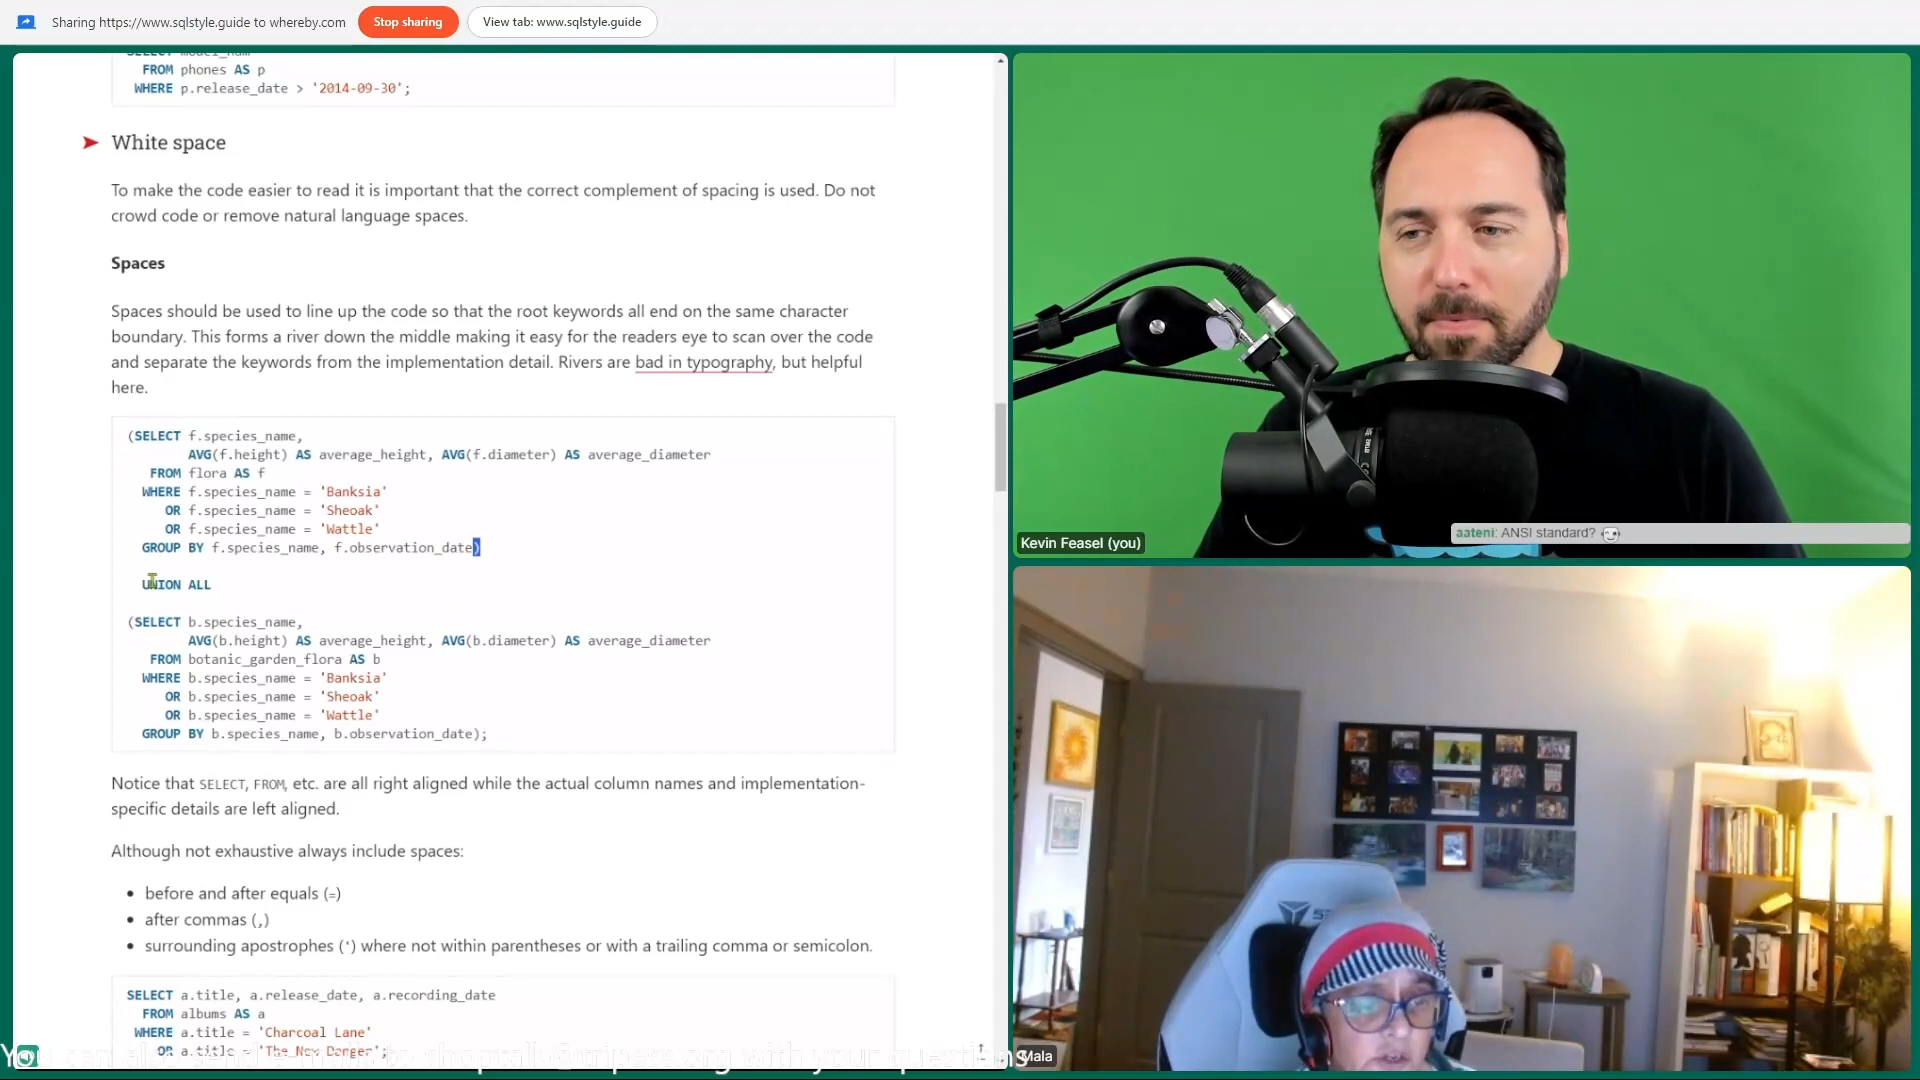 Sharing https://www.sqlstyle.guide to whereby.com
Stop sharing
View tab: www.sqlstyle.guide
FROM phones AS p
WHERE p.release_date > '2014-09-30';
White space
To make the code easier to read it is important that the correct complement of spacing is used. Do not
crowd code or remove natural language spaces.
Spaces
Spaces should be used to line up the code so that the root keywords all end on the same character
boundary. This forms a river down the middle making it easy for the readers eye to scan over the code
and separate the keywords from the implementation detail. Rivers are bad in typography, but helpful
here.
(SELECT f.species_name,
AVG(f.height) AS average_height, AVG(f.diameter) AS average_diameter
FROM flora AS f
WHERE f.species_name = 'Banksia'
OR f.species_name = 'Sheoak'
OR f.species_name = 'Wattle'
GROUP BY f.species_name, f.observation_date)
UNION ALL
(SELECT b.species_name,
AVG(b.height) AS average_height, AVG(b.diameter) AS average_diameter
FROM botanic_garden_flora AS b
WHERE b.species_name = 'Banksia'
OR b.species_name = 'Sheoak'
OR b.species_name = 'Wattle'
GROUP BY b.species_name, b.observation_date);
Notice that SELECT, FROM, etc. are all right aligned while the actual column names and implementation-
specific details are left aligned.
Although not exhaustive always include spaces:
• before and after equals (=)
• after commas (,)
• surrounding apostrophes (') where not within parentheses or with a trailing comma or semicolon.
SELECT a.title, a.release_date, a.recording_date
FROM albums AS a
WHERE a.title = 'Charcoal Lane'
OR a.title = 'The New Danger';
with your questions
Kevin Feasel (you)
aateni: ANSI standard?
Mala